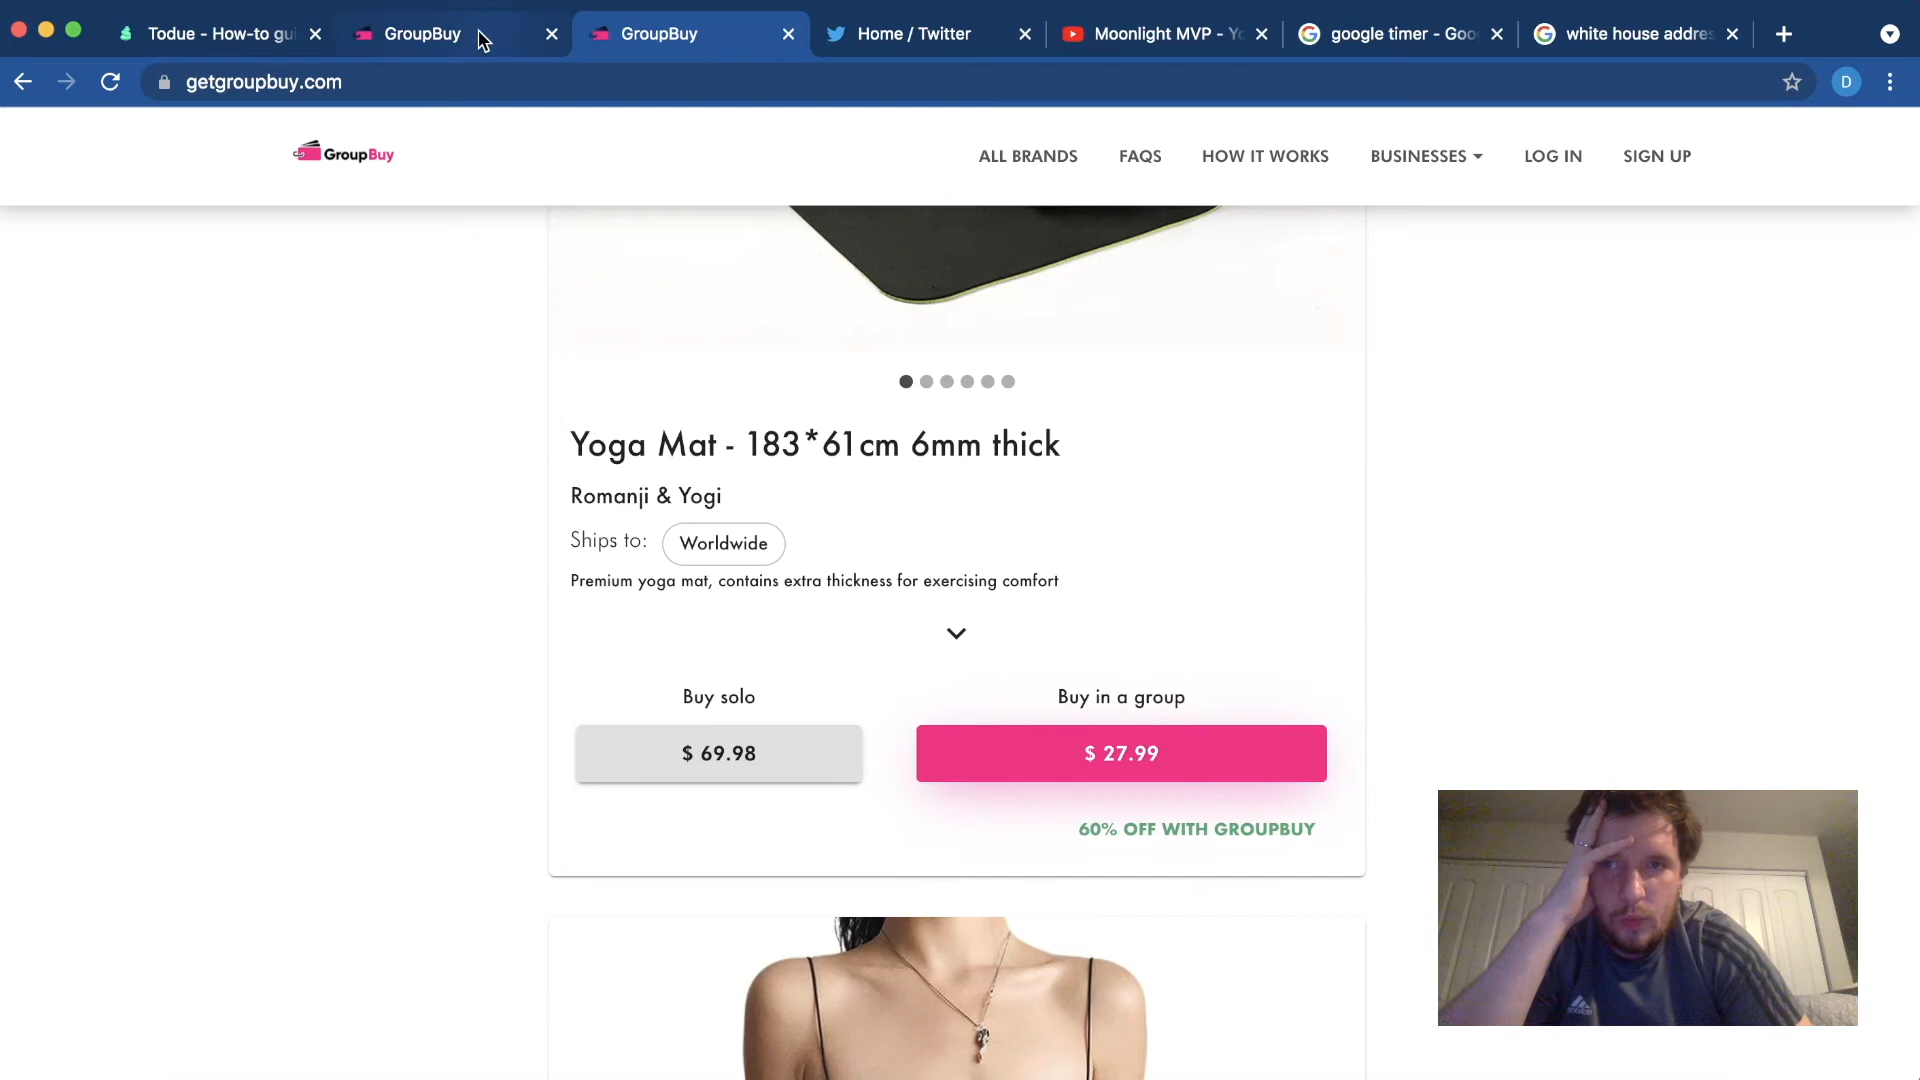 Todue - How-to gui
GroupBuy
GroupBuy
Home / Twitter
Moonlight MVP - Yo
google timer - Goo
white house addres
getgroupbuy.com
D
GroupBuy
ALL BRANDS
FAQS
HOW IT WORKS
BUSINESSES
LOG IN
SIGN UP
Yoga Mat - 183*61cm 6mm thick
Romanji & Yogi
Ships to: Worldwide
Premium yoga mat, contains extra thickness for exercising comfort
Buy solo
Buy in a group
$ 69.98
$ 27.99
60% OFF WITH GROUPBUY
adidas